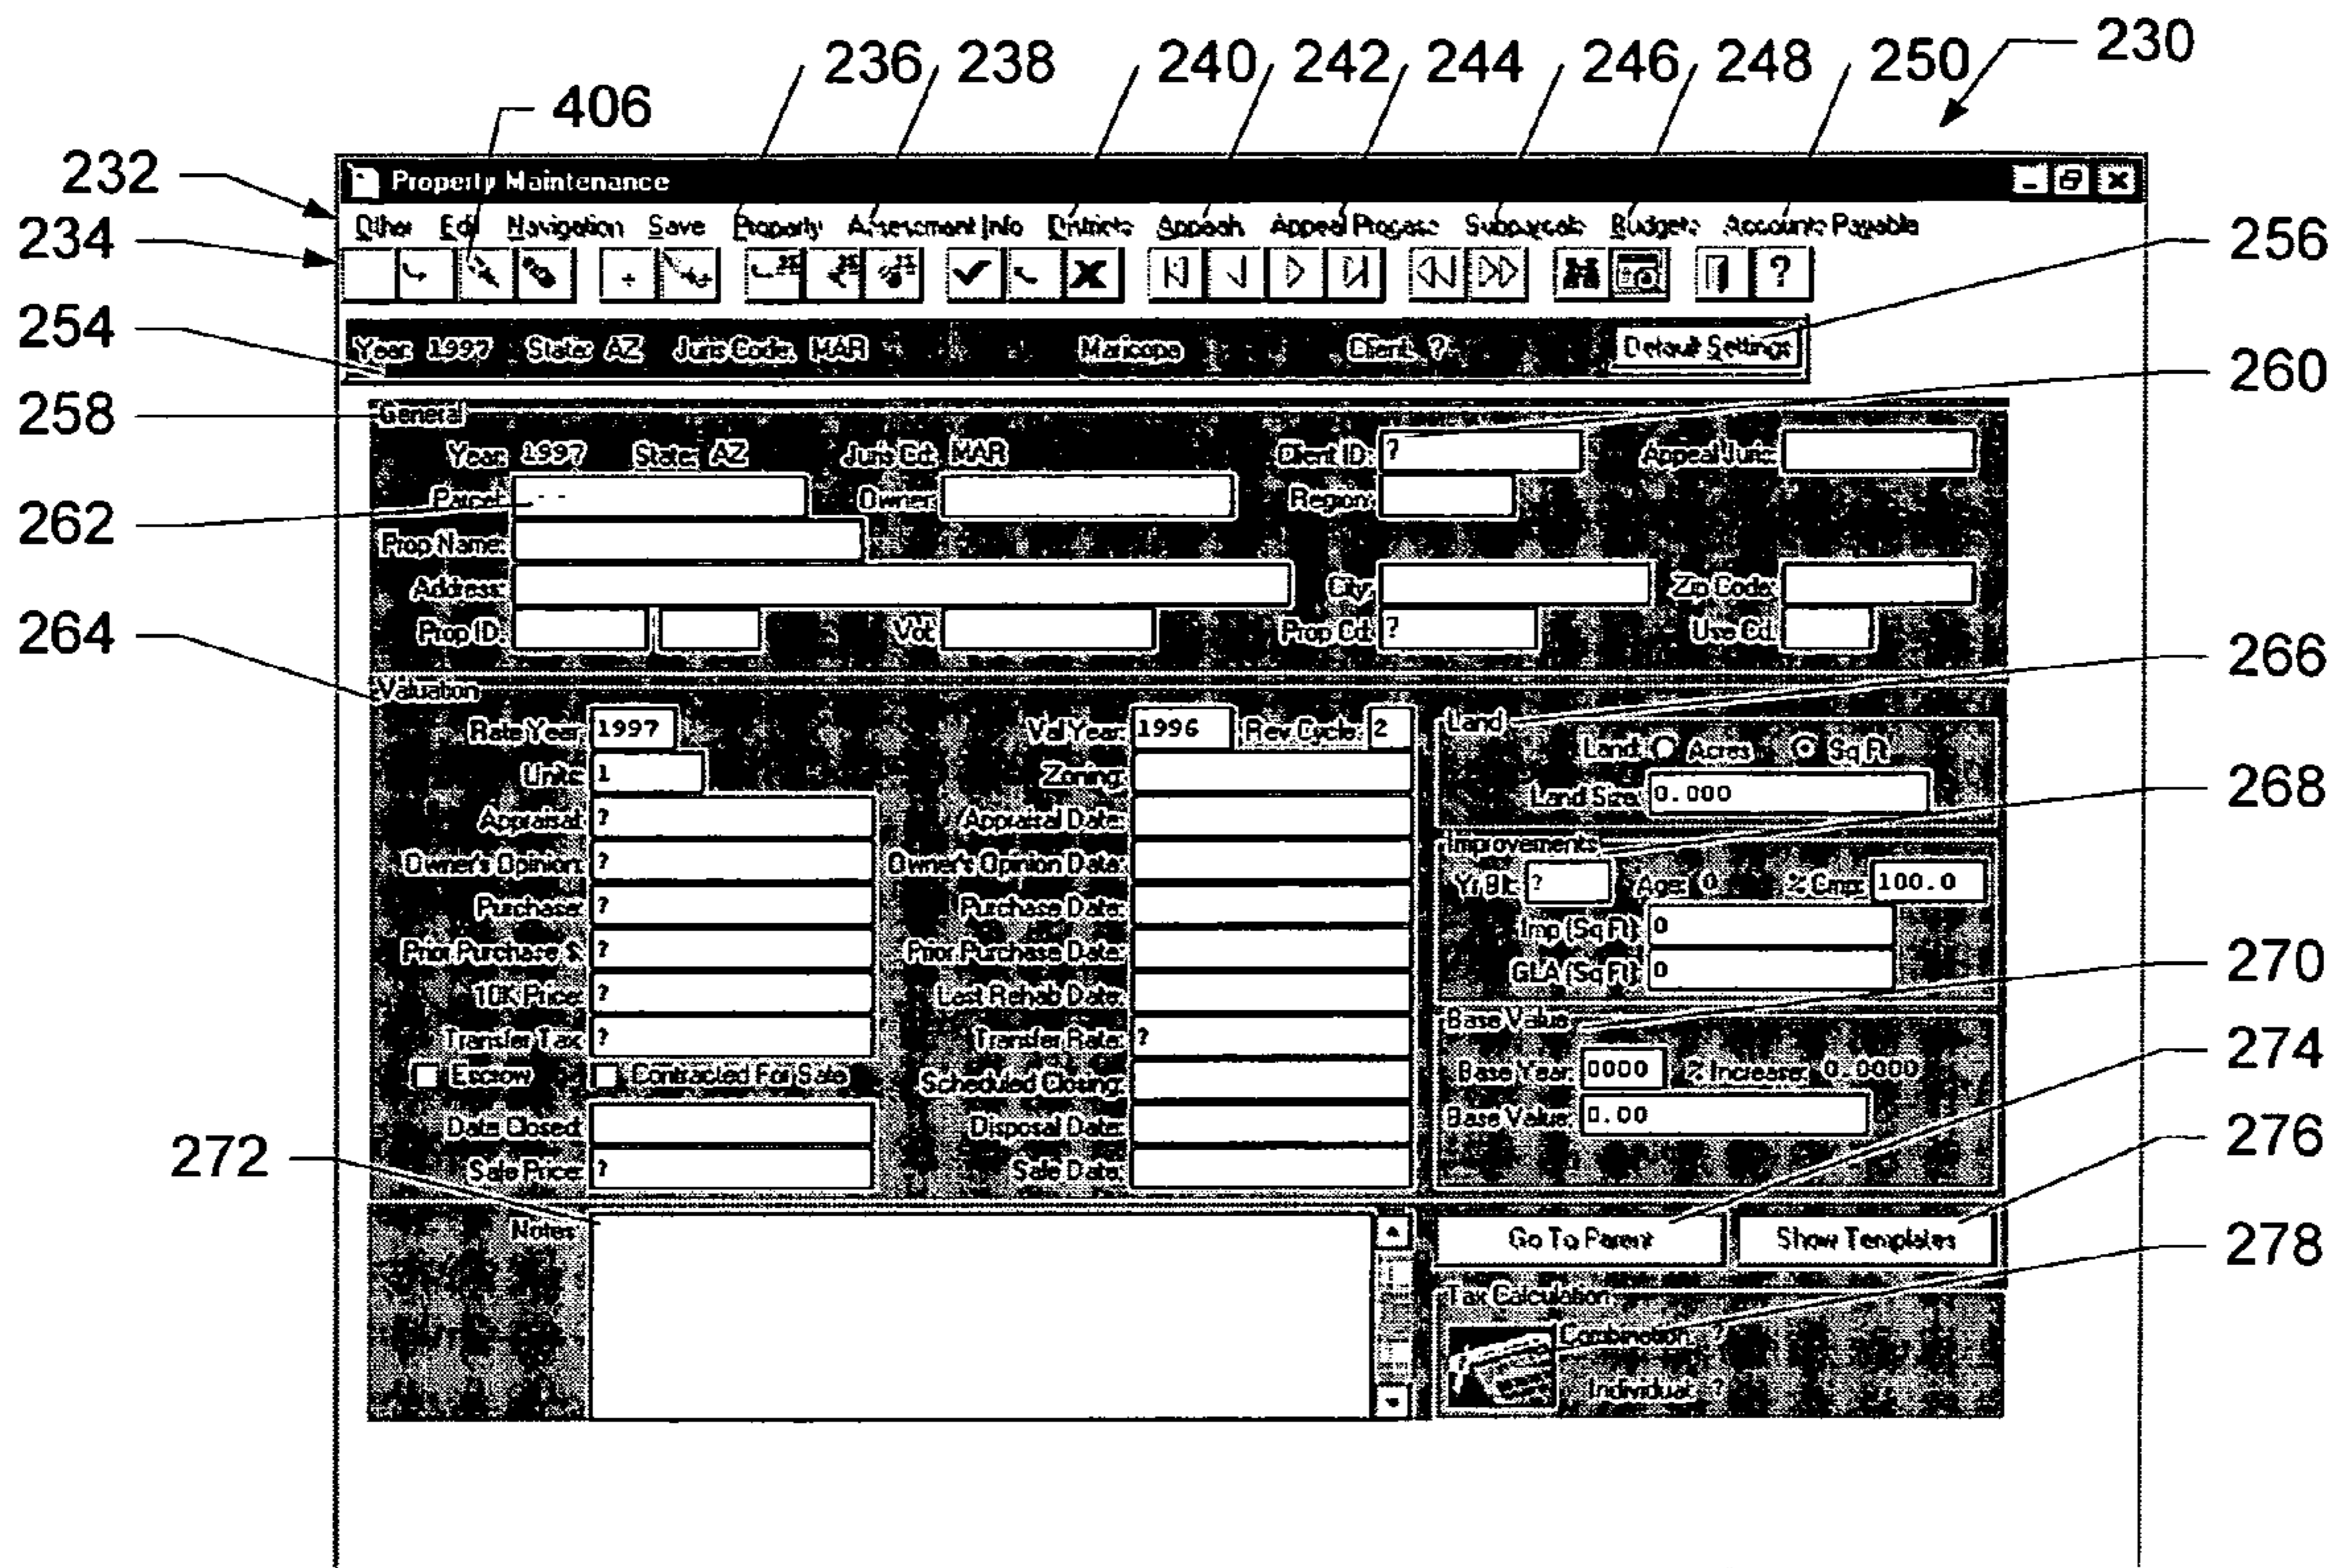 236 238 240 242 244 246 248 250 230
406
232
Property Maintenance
Other Edit Navigation Save Property Assessment Info Districts Appeals Appeal Process Subparcels Budgets Accounts Payable
234
?
256
254
Year: 1997 State: AZ Juris Code: MAR Maricopa Client: ? Default Settings
260
258
General
Year: 1997 State: AZ Juris Cd: MAR Client ID: ? Appeal Juris:
262
Parcel: - - Owner: Region:
Prop Name:
Address: City: Zip Code:
264
Prop ID: Vol: Prop Cd: ? Use Cd:
266
Valuation
Rate Year: 1997 Val Year: 1996 Rev Cycle: 2 Land
Land: Acres Sq Ft
Units: 1 Zoning:
268
Land Size: 0.000
Appraisal: ? Appraisal Date:
Improvements
Owner's Opinion: ? Owner's Opinion Date:
Yr Blt: ? Age: 0 % Cmp: 100.0
Purchase: ? Purchase Date:
Imp (Sq Ft): 0
Prior Purchase $: ? Prior Purchase Date:
270
GLA (Sq Ft): 0
10K Price: ? Last Rehab Date:
Base Value
Transfer Tax: ? Transfer Rate: ?
274
Escrow Contracted For Sale Scheduled Closing:
Base Year: 0000 % Increase: 0.0000
Date Closed: Disposal Date:
Base Value: 0.00
276
272
Sale Price: ? Sale Date:
Notes:
Go To Parent Show Templates
278
Tax Calculation
Combination: ?
Individual: ?